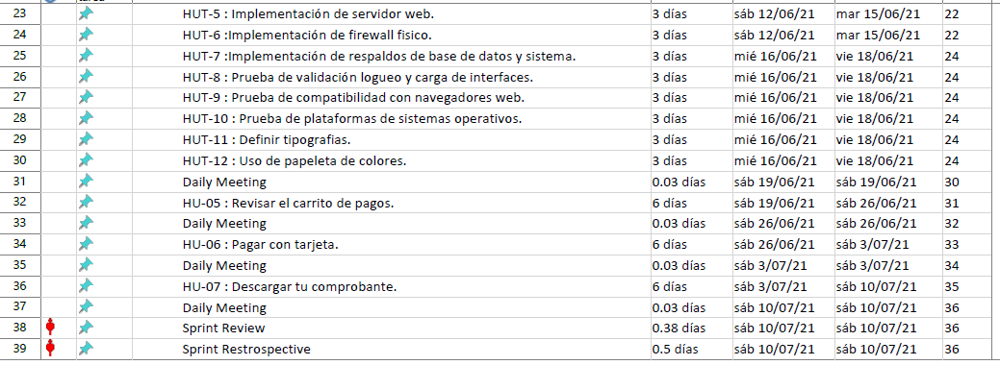 23 HUT-5 : Implementación de servidor web. 3 días sáb 12/06/21 mar 15/06/21 22
24 HUT-6 :Implementación de firewall fisico. 3 días sáb 12/06/21 mar 15/06/21 22
25 HUT-7 :Implementación de respaldos de base de datos y sistema. 3 días mié 16/06/21 vie 18/06/21 24
26 HUT-8 : Prueba de validación logueo y carga de interfaces. 3 días mié 16/06/21 vie 18/06/21 24
27 HUT-9 : Prueba de compatibilidad con navegadores web. 3 días mié 16/06/21 vie 18/06/21 24
28 HUT-10 : Prueba de plataformas de sistemas operativos. 3 días mié 16/06/21 vie 18/06/21 24
29 HUT-11 : Definir tipografias. 3 días mié 16/06/21 vie 18/06/21 24
30 HUT-12 : Uso de papeleta de colores. 3 días mié 16/06/21 vie 18/06/21 24
31 Daily Meeting 0.03 días sáb 19/06/21 sáb 19/06/21 30
32 HU-05 : Revisar el carrito de pagos. 6 días sáb 19/06/21 sáb 26/06/21 31
33 Daily Meeting 0.03 días sáb 26/06/21 sáb 26/06/21 32
34 HU-06 : Pagar con tarjeta. 6 días sáb 26/06/21 sáb 3/07/21 33
35 Daily Meeting 0.03 días sáb 3/07/21 sáb 3/07/21 34
36 HU-07 : Descargar tu comprobante. 6 días sáb 3/07/21 sáb 10/07/21 35
37 Daily Meeting 0.03 días sáb 10/07/21 sáb 10/07/21 36
38 Sprint Review 0.38 días sáb 10/07/21 sáb 10/07/21 36
39 Sprint Restrospective 0.5 días sáb 10/07/21 sáb 10/07/21 36